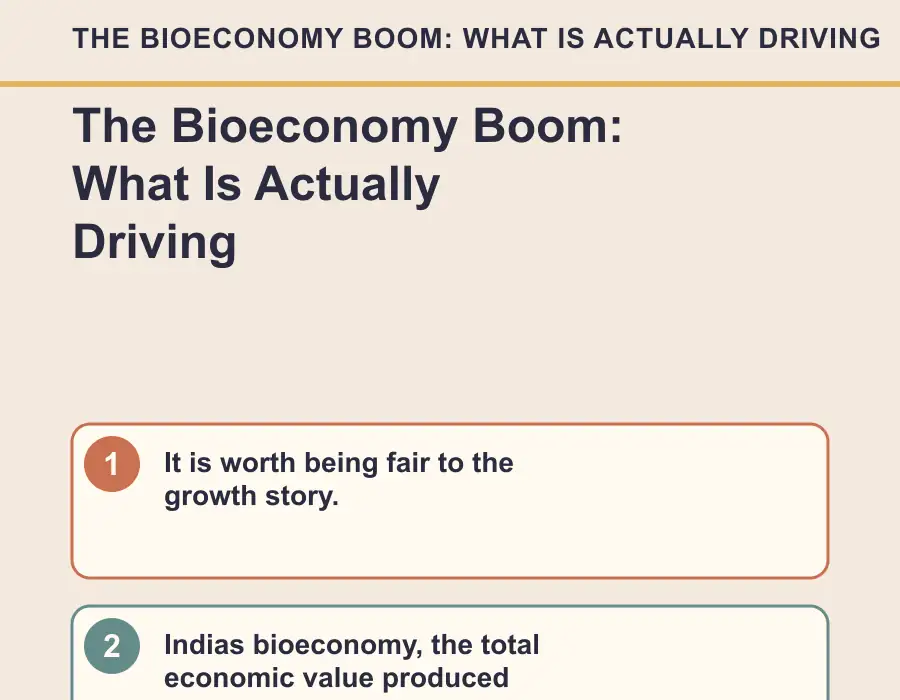 THE BIOECONOMY BOOM: WHAT IS ACTUALLY DRIVING
The Bioeconomy Boom:
What Is Actually
Driving
1
It is worth being fair to the
growth story.
2
Indias bioeconomy, the total
economic value produced